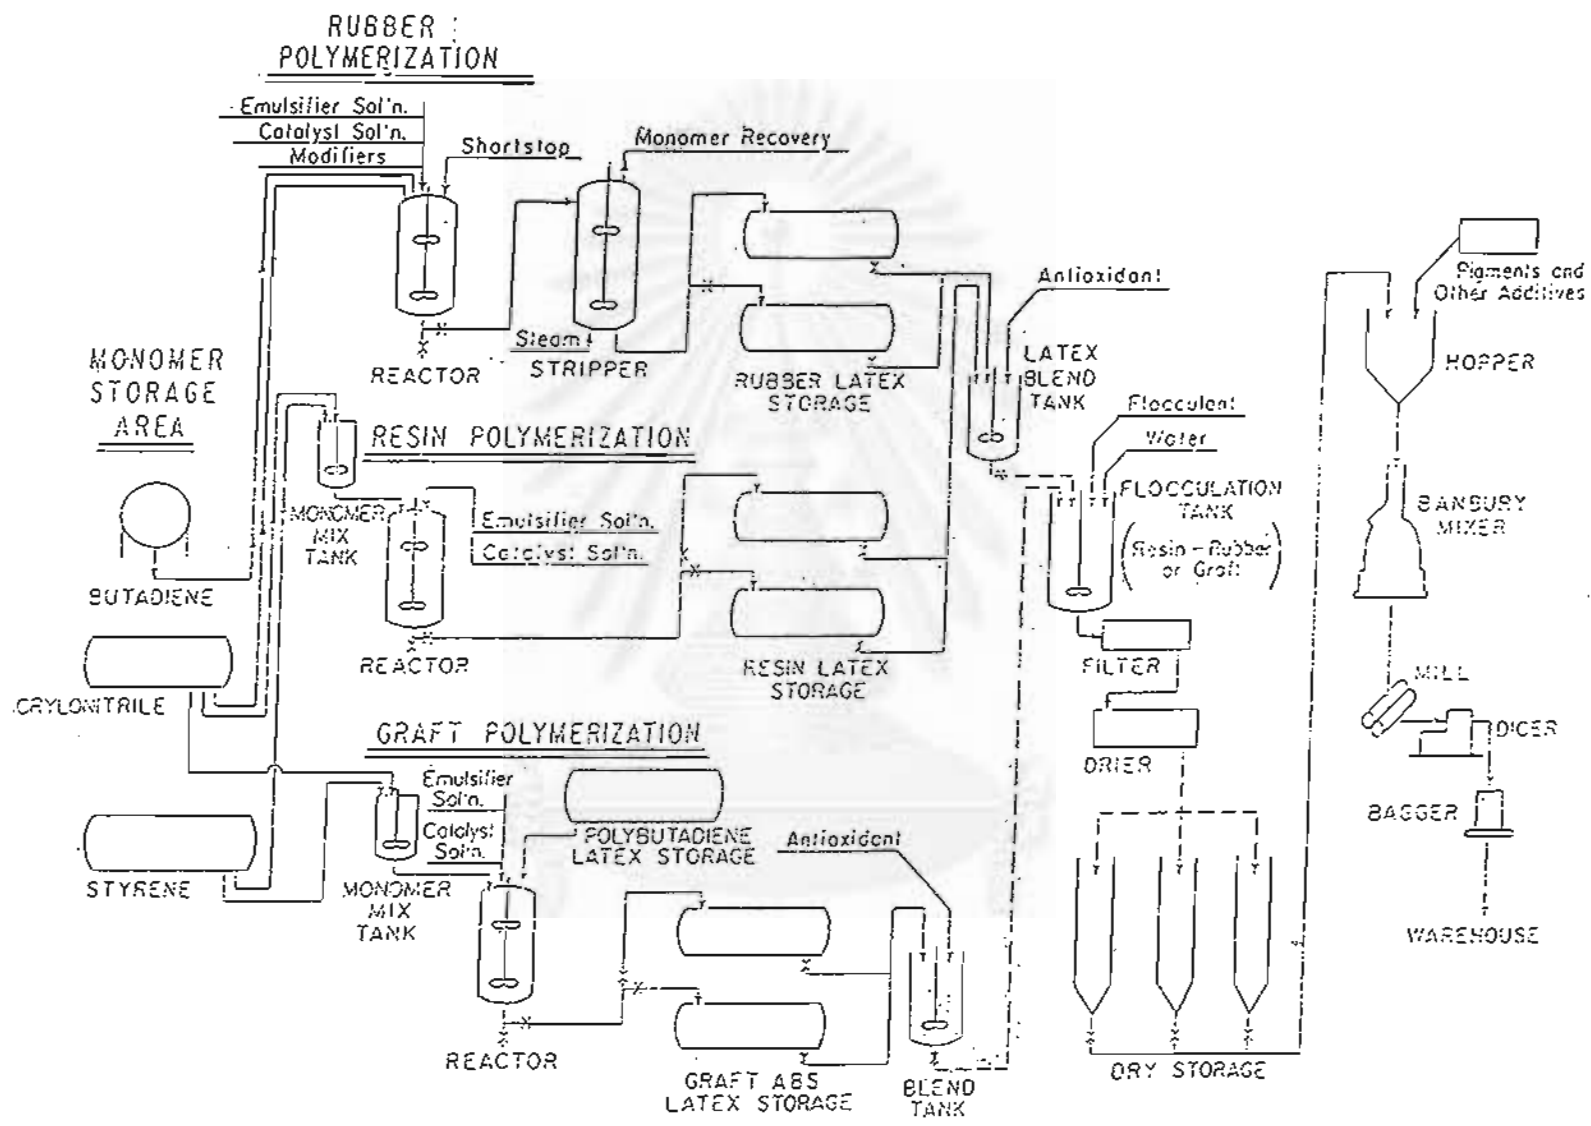 RUBBER
POLYMERIZATION
Emulsifier Sol'n.
Catalyst Sol'n.
Modifiers
Shortstop
Monomer Recovery
Steam
REACTOR
STRIPPER
RUBBER LATEX
STORAGE
Antioxidant
LATEX
BLEND
TANK
MONOMER
STORAGE
AREA
BUTADIENE
CRYLONITRILE
STYRENE
RESIN POLYMERIZATION
MONOMER
MIX
TANK
Emulsifier Sol'n.
Catalyst Sol'n.
REACTOR
RESIN LATEX
STORAGE
Flocculent
Water
FLOCCULATION
TANK
(Resin - Rubber
or Graft)
FILTER
DRIER
DRY STORAGE
GRAFT POLYMERIZATION
Emulsifier
Sol'n.
Catalyst
Sol'n.
POLYBUTADIENE
LATEX STORAGE
MONOMER
MIX
TANK
REACTOR
Antioxidant
GRAFT ABS
LATEX STORAGE
BLEND
TANK
Pigments and
Other Additives
HOPPER
BANBURY
MIXER
MILL
DICER
BAGGER
WAREHOUSE